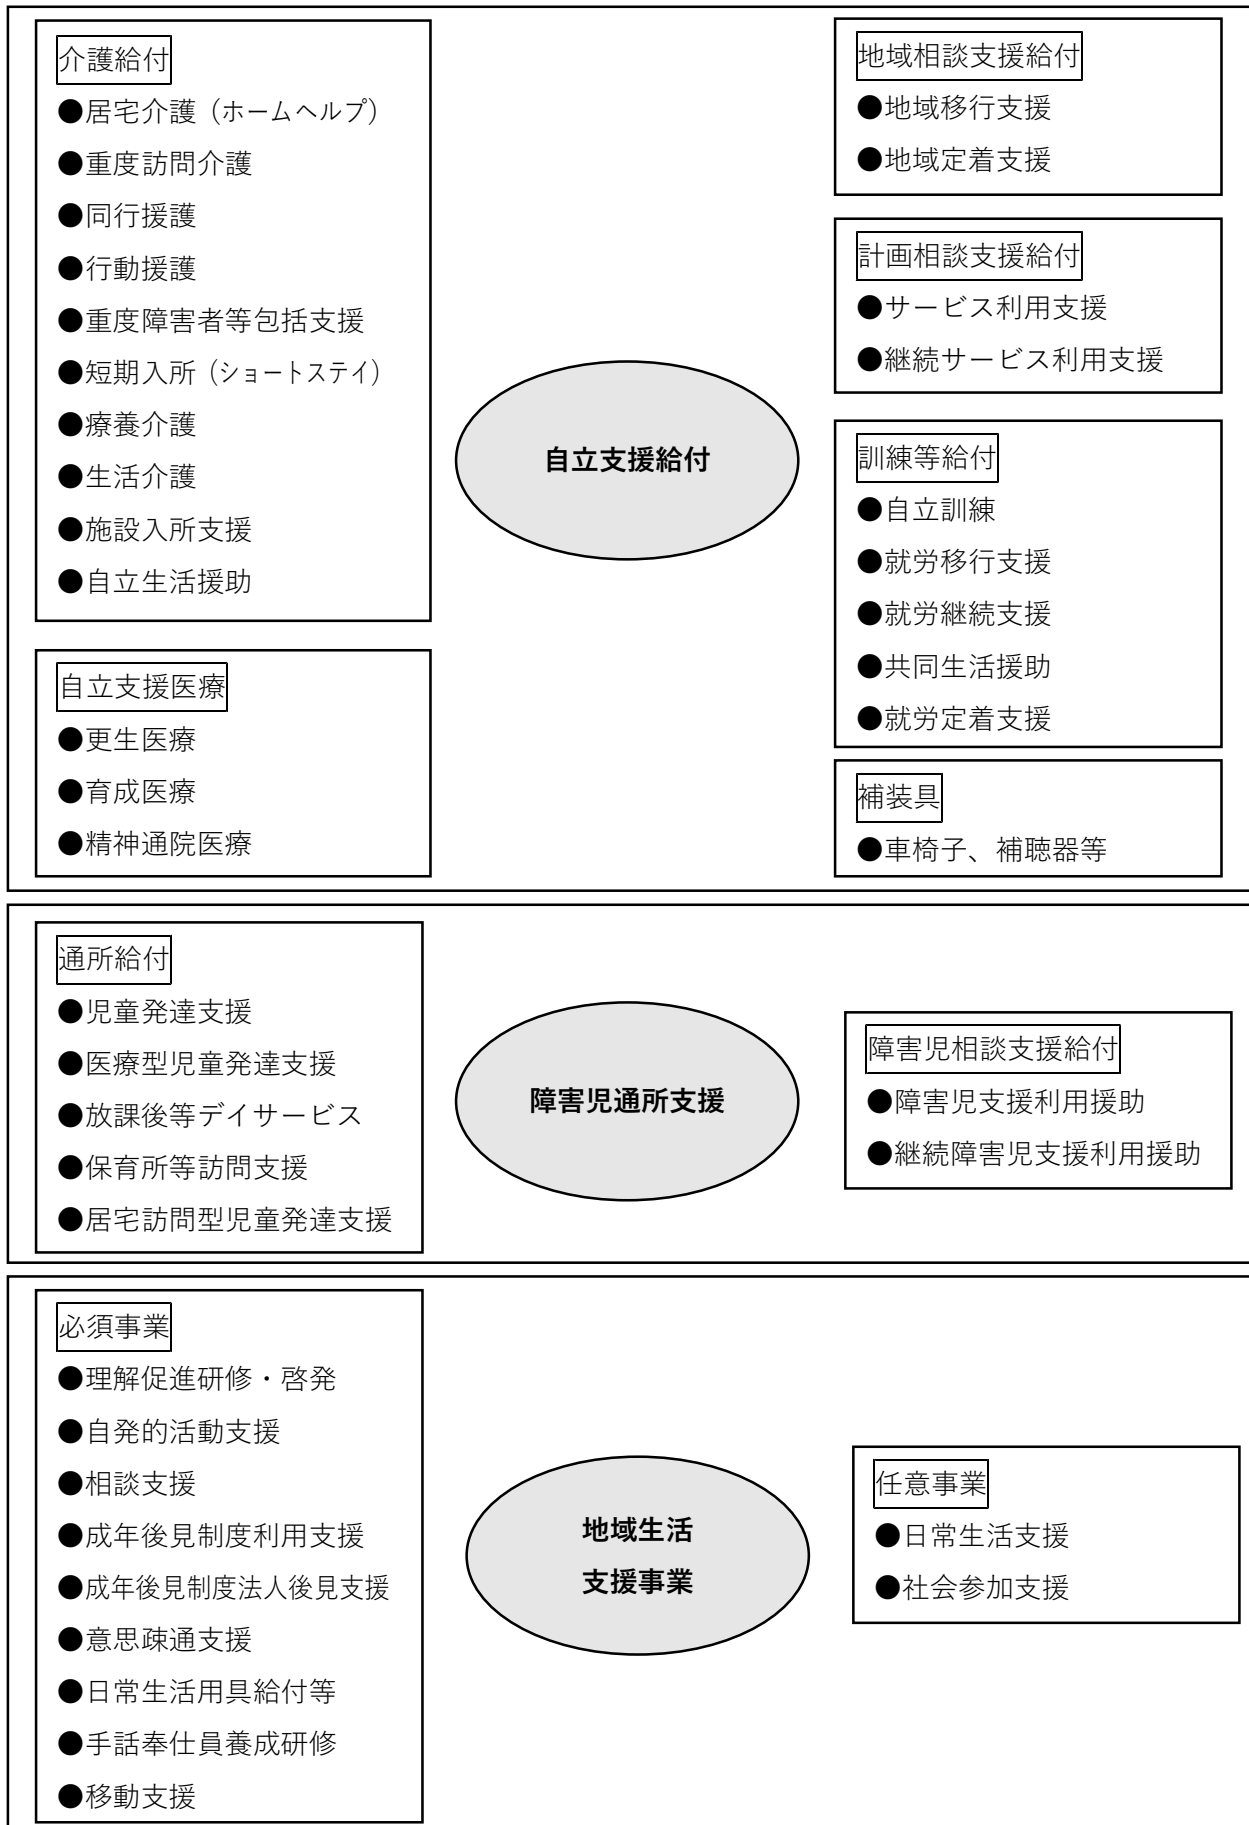 介護給付
●居宅介護（ホームヘルプ）
●重度訪問介護
●同行援護
●行動援護
●重度障害者等包括支援
●短期入所（ショートステイ）
●療養介護
●生活介護
●施設入所支援
●自立生活援助
自立支援医療
●更生医療
●育成医療
●精神通院医療
自立支援給付
地域相談支援給付
●地域移行支援
●地域定着支援
計画相談支援給付
●サービス利用支援
●継続サービス利用支援
訓練等給付
●自立訓練
●就労移行支援
●就労継続支援
●共同生活援助
●就労定着支援
補装具
●車椅子、補聴器等
通所給付
●児童発達支援
●医療型児童発達支援
●放課後等デイサービス
●保育所等訪問支援
●居宅訪問型児童発達支援
障害児通所支援
障害児相談支援給付
●障害児支援利用援助
●継続障害児支援利用援助
必須事業
●理解促進研修・啓発
●自発的活動支援
●相談支援
●成年後見制度利用支援
●成年後見制度法人後見支援
●意思疎通支援
●日常生活用具給付等
●手話奉仕員養成研修
●移動支援
地域生活
支援事業
任意事業
●日常生活支援
●社会参加支援